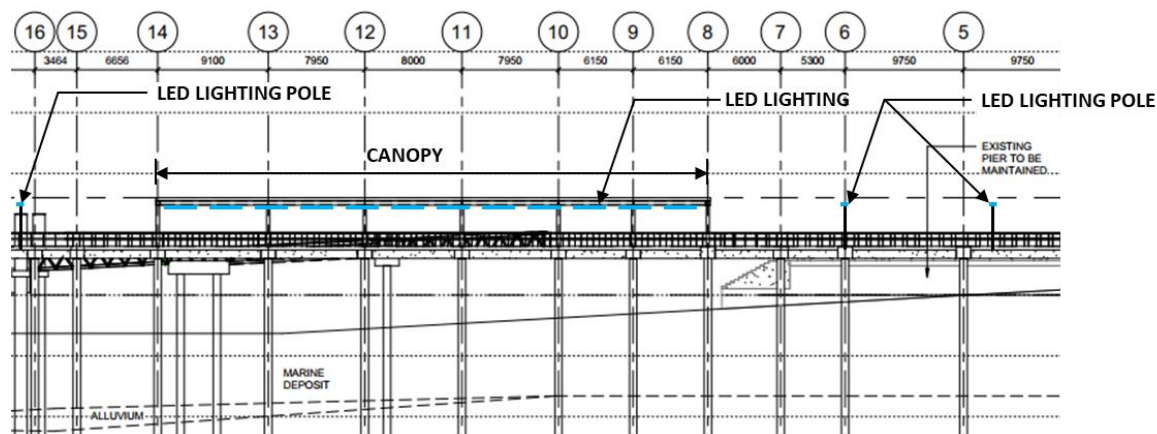 16 15 14 13 12 11 10 9 8 7 6 5
3464 6656 9100 7950 8000 7950 6150 6150 6000 5300 9750 9750
LED LIGHTING POLE
LED LIGHTING
LED LIGHTING POLE
CANOPY
EXISTING
PIER TO BE
MAINTAINED
MARINE
DEPOSIT
ALLUVIUM